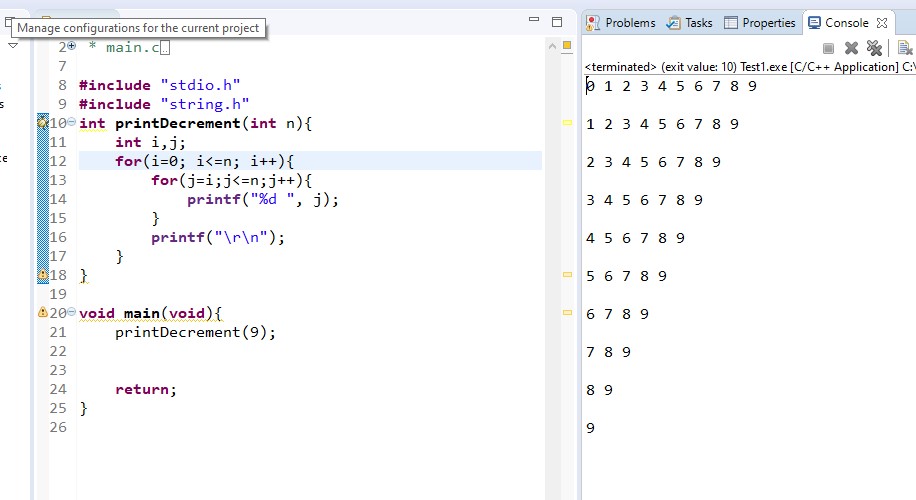 Manage configurations for the current project
2 * main.c
7
8 #include "stdio.h"
9 #include "string.h"
10 int printDecrement(int n){
11     int i,j;
12     for(i=0; i<=n; i++){
13         for(j=i;j<=n;j++){
14             printf("%d ", j);
15         }
16         printf("\r\n");
17     }
18 }
19
20 void main(void){
21     printDecrement(9);
22
23
24     return;
25 }
26
Problems Tasks Properties Console
<terminated> (exit value: 10) Test1.exe [C/C++ Application] C:\
0 1 2 3 4 5 6 7 8 9
1 2 3 4 5 6 7 8 9
2 3 4 5 6 7 8 9
3 4 5 6 7 8 9
4 5 6 7 8 9
5 6 7 8 9
6 7 8 9
7 8 9
8 9
9